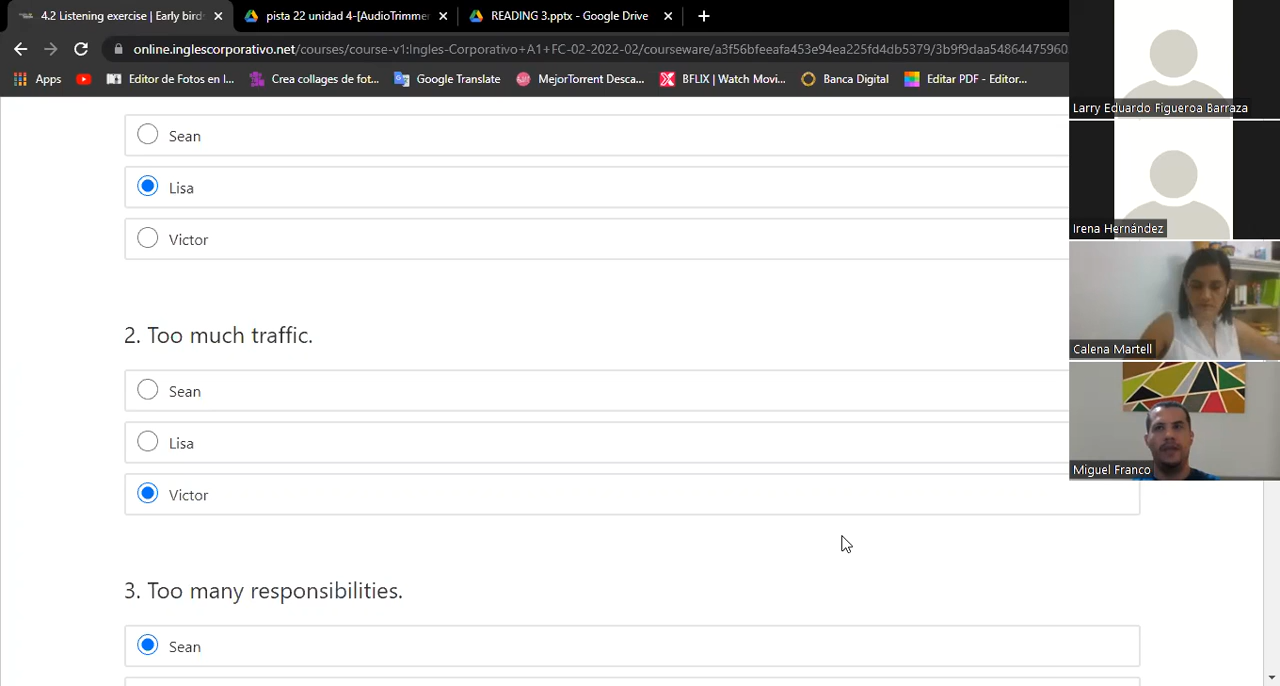 4.2 Listening exercise | Early birds
pista 22 unidad 4-[AudioTrimmer
READING 3.pptx - Google Drive
online.inglescorporativo.net/courses/course-v1:Ingles-Corporativo+A1+FC-02-2022-02/courseware/a3f56bfeeafa453e94ea225fd4db5379/3b9f9daa54864475960
Apps
Editor de Fotos en l...
Crea collages de fot...
Google Translate
MejorTorrent Desca...
BFLIX | Watch Movi...
Banca Digital
Editar PDF - Editor...
Sean
Lisa
Victor
2. Too much traffic.
Sean
Lisa
Victor
3. Too many responsibilities.
Sean
Larry Eduardo Figueroa Barraza
Irena Hernández
Calena Martell
Miguel Franco